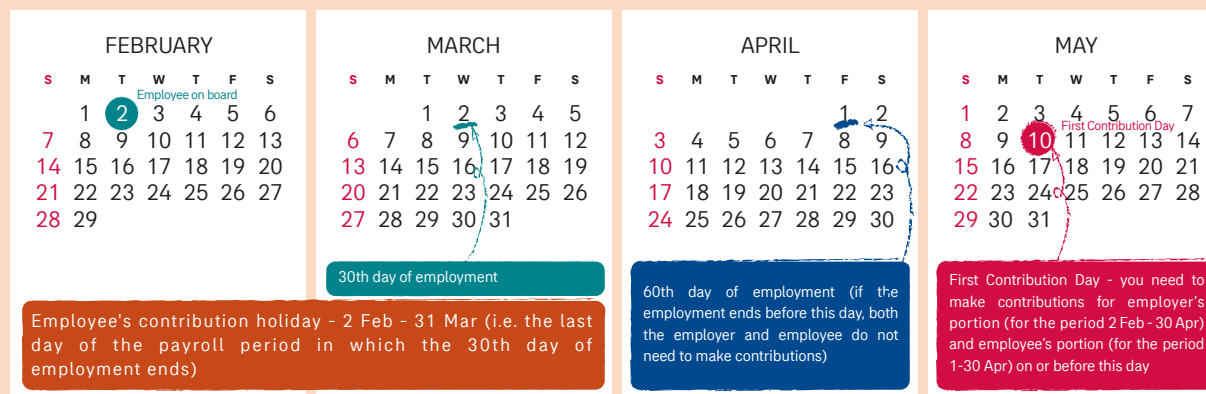 FEBRUARY
S M T W T F S
Employee on board
1 2 3 4 5 6
7 8 9 10 11 12 13
14 15 16 17 18 19 20
21 22 23 24 25 26 27
28 29
MARCH
S M T W T F S
1 2 3 4 5
6 7 8 9 10 11 12
13 14 15 16 17 18 19
20 21 22 23 24 25 26
27 28 29 30 31
30th day of employment
Employee's contribution holiday - 2 Feb - 31 Mar (i.e. the last
day of the payroll period in which the 30th day of
employment ends)
APRIL
S M T W T F S
1 2
3 4 5 6 7 8 9
10 11 12 13 14 15 16
17 18 19 20 21 22 23
24 25 26 27 28 29 30
60th day of employment (if the
employment ends before this day, both
the employer and employee do not
need to make contributions)
MAY
S M T W T F S
1 2 3 4 5 6 7
First Contribution Day
8 9 10 11 12 13 14
15 16 17 18 19 20 21
22 23 24 25 26 27 28
29 30 31
First Contribution Day - you need to
make contributions for employer's
portion (for the period 2 Feb - 30 Apr)
and employee's portion (for the period
1-30 Apr) on or before this day